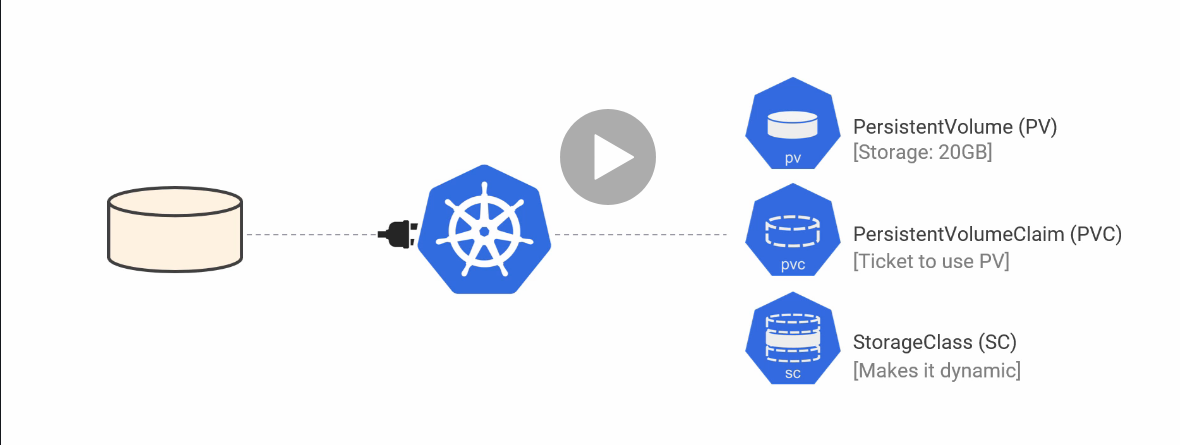 PersistentVolume (PV)
[Storage: 20GB]
pv
PersistentVolumeClaim (PVC)
[Ticket to use PV]
pvc
StorageClass (SC)
[Makes it dynamic]
sc